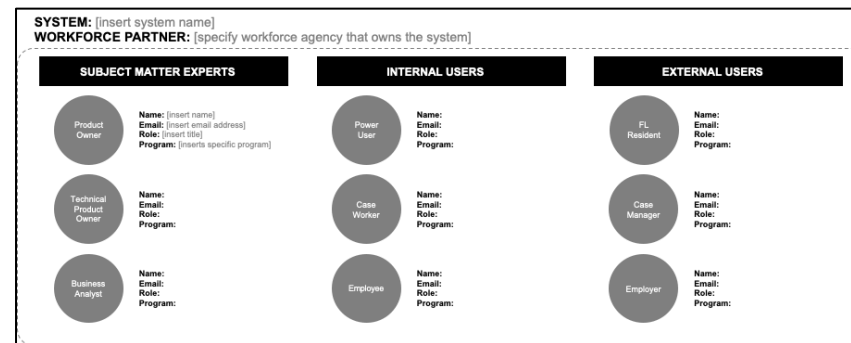 SYSTEM: [insert system name]
WORKFORCE PARTNER: [specify workforce agency that owns the system]
SUBJECT MATTER EXPERTS
Product
Owner
Name: [insert name]
Email: [insert email address]
Role: [insert title]
Program: [inserts specific program]
Technical
Product
Owner
Name:
Email:
Role:
Program:
Business
Analyst
Name:
Email:
Role:
Program:
INTERNAL USERS
Power
User
Name:
Email:
Role:
Program:
Case
Worker
Name:
Email:
Role:
Program:
Employee
Name:
Email:
Role:
Program:
EXTERNAL USERS
FL
Resident
Name:
Email:
Role:
Program:
Case
Manager
Name:
Email:
Role:
Program:
Employer
Name:
Email:
Role:
Program: